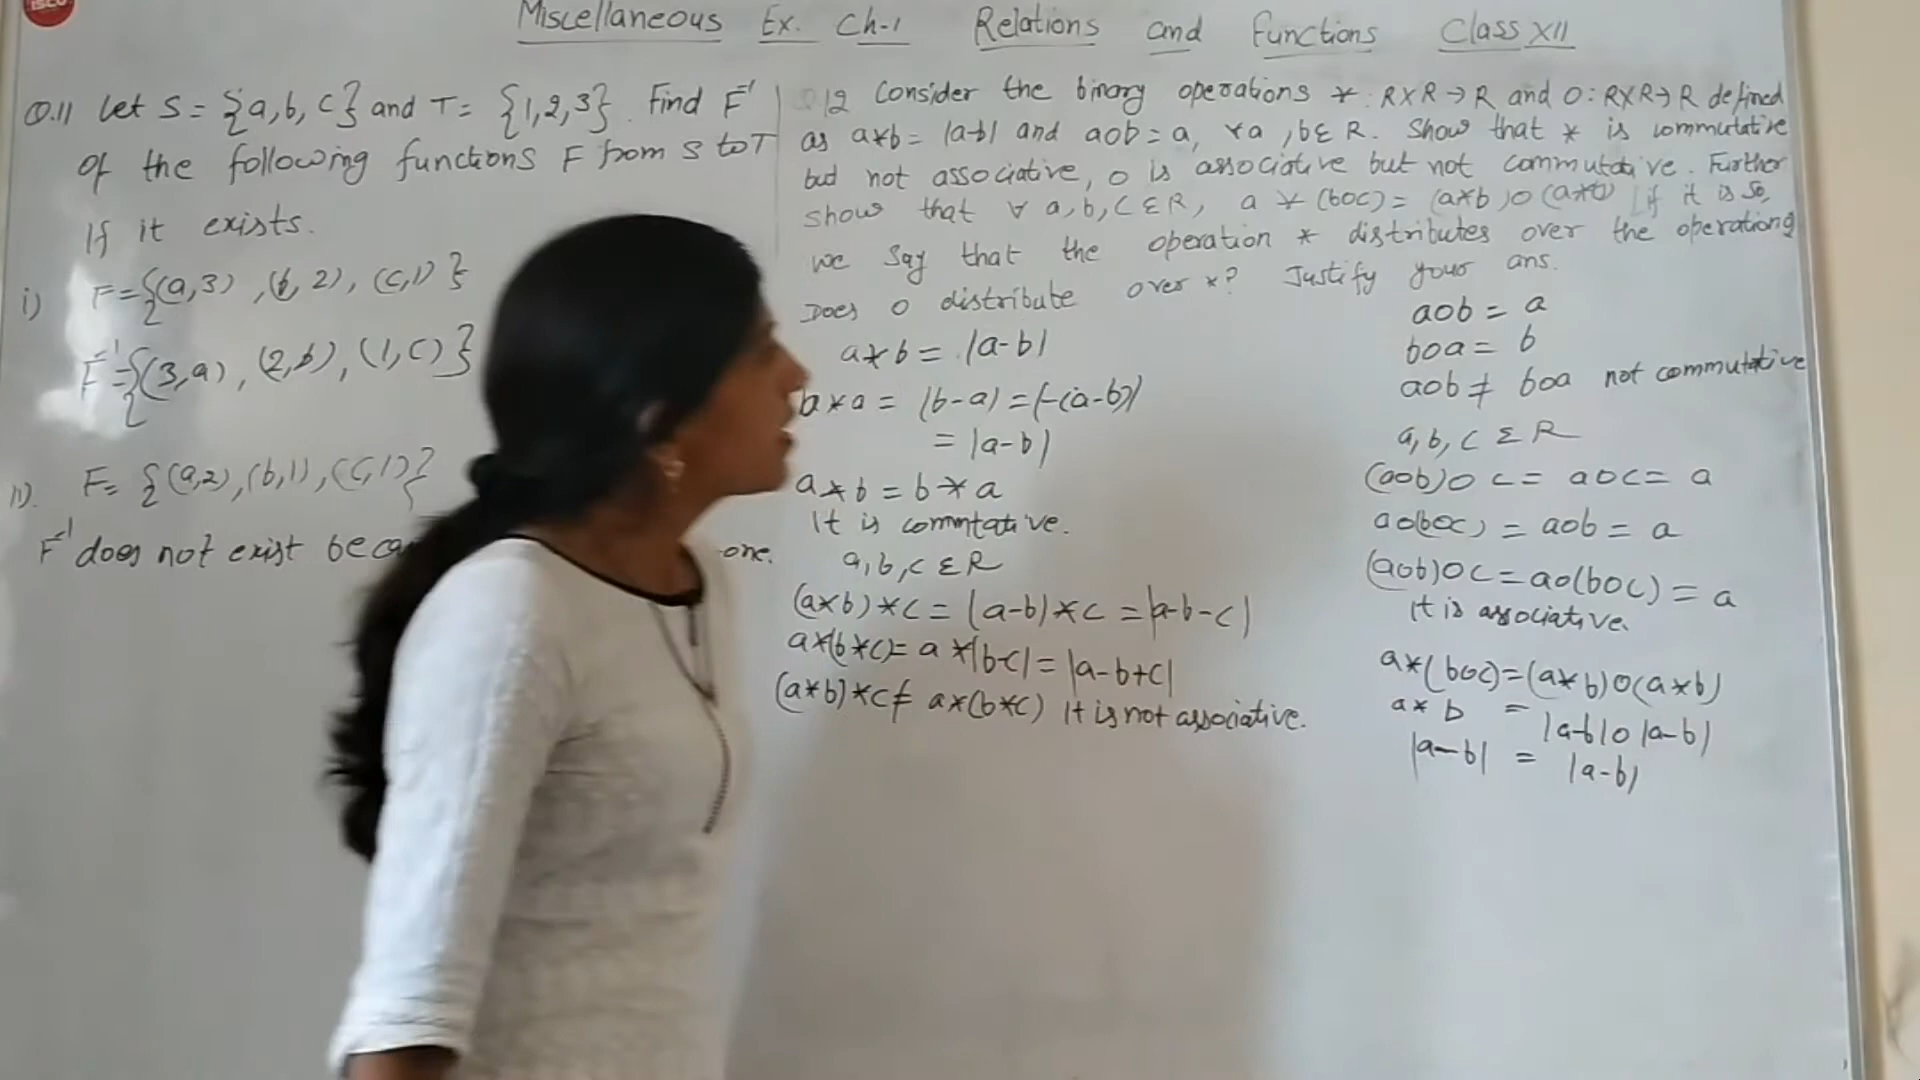 Miscellaneous Ex. Ch-1 Relations and Functions Class XII
Q.11 Let S = {a, b, c} and T = {1,2,3}. Find F⁻¹
of the following functions F from S to T
If it exists.
i) F = {(a,3), (b,2), (c,1)}
F⁻¹ = {(3,a), (2,b), (1,c)}
ii). F = {(a,2), (b,1), (c,1)}
F⁻¹ does not exist one.
12 Consider the binary operations * : R×R→R and o : R×R→R defined
as a*b = |a-b| and aob = a, ∀a, b ∈ R. Show that * is commutative
but not associative, o is associative but not commutative. Further
show that ∀ a, b, c ∈ R, a * (boc) = (a*b) o (a*c) [If it is so,
we say that the operation * distributes over the operation
Does o distribute over *? Justify your ans.
a*b = |a-b|
b*a = |b-a| = |-(a-b)|
= |a-b|
a*b = b*a
It is commtative.
a, b, c ∈ R
(a*b)*c = |a-b|*c = |a-b-c|
a*(b*c) = a*|b-c| = |a-b+c|
(a*b)*c ≠ a*(b*c) It is not associative.
aob = a
boa = b
aob ≠ boa not commutative
a, b, c ∈ R
(aob)oc = aoc = a
ao(boc) = aob = a
(aob)oc = ao(boc) = a
It is associative.
a*(boc) = (a*b)o(a*b)
a*b = |a-b|o|a-b|
|a-b| = |a-b|